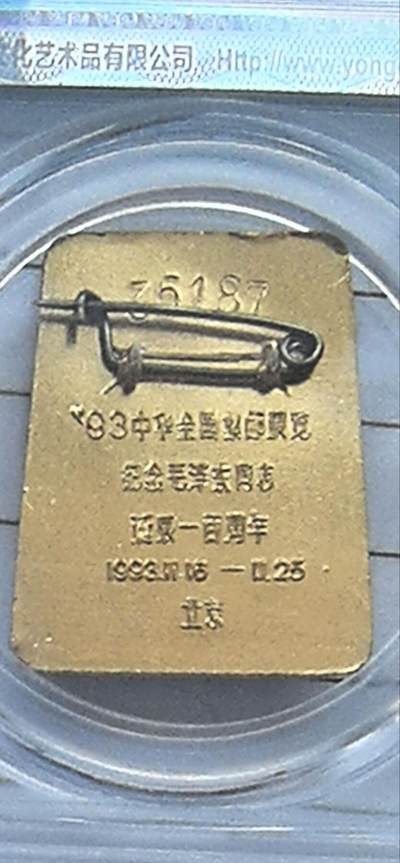 化艺术品有限公司 Http://www.yong
35187
'93中华全国集邮展览
纪念毛泽东同志
诞辰一百周年
1993.11.16 — 11.25
北京